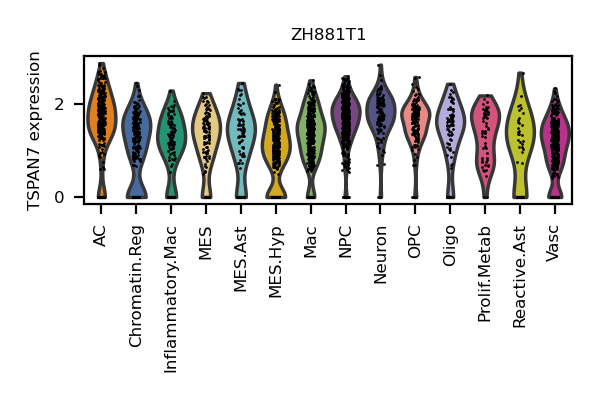 ZH881T1
TSPAN7 expression
2
0
AC
Chromatin.Reg
Inflammatory.Mac
MES
MES.Ast
MES.Hyp
Mac
NPC
Neuron
OPC
Oligo
Prolif.Metab
Reactive.Ast
Vasc